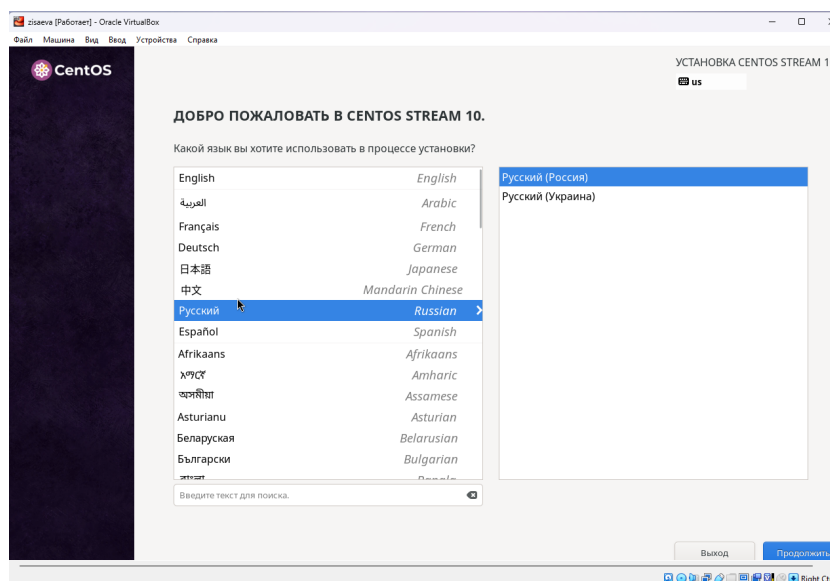 zisaeva [Работает] - Oracle VirtualBox
Файл Машина Вид Ввод Устройства Справка
CentOS
УСТАНОВКА CENTOS STREAM 1
us
ДОБРО ПОЖАЛОВАТЬ В CENTOS STREAM 10.
Какой язык вы хотите использовать в процессе установки?
English English
العربية Arabic
Français French
Deutsch German
日本語 Japanese
中文 Mandarin Chinese
Русский Russian
Español Spanish
Afrikaans Afrikaans
አማርኛ Amharic
অসমীয়া Assamese
Asturianu Asturian
Беларуская Belarusian
Български Bulgarian
Русский (Россия)
Русский (Украина)
Введите текст для поиска.
Выход
Продолжить
Right Ct